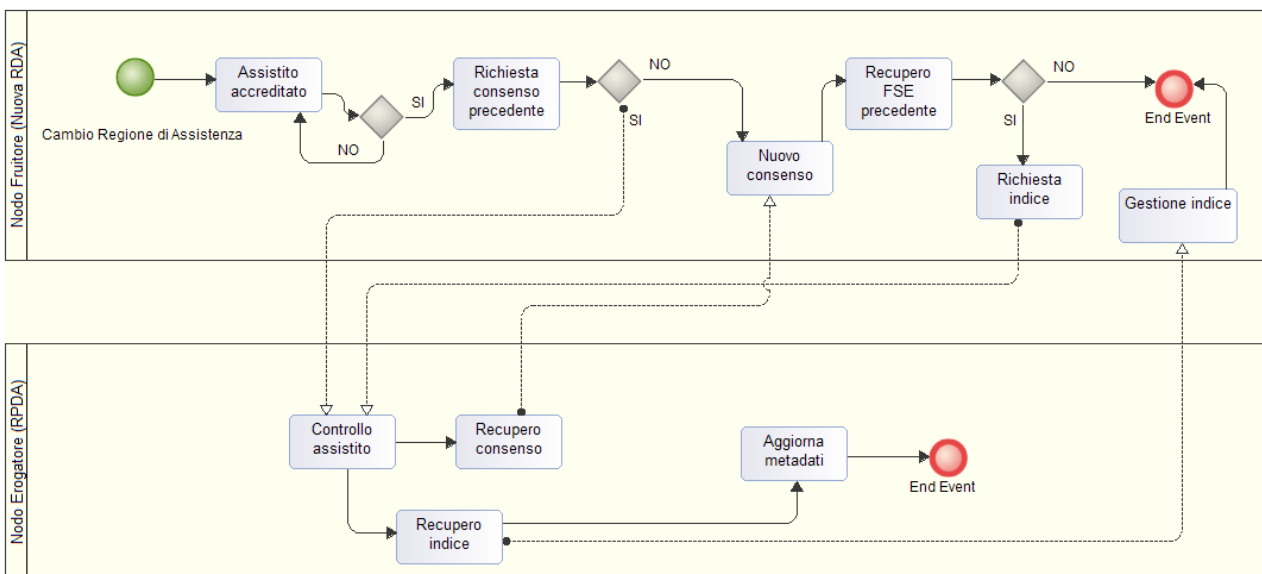 Nodo Fruitore (Nuova RDA)
Cambio Regione di Assistenza
Assistito
accreditato
SI
NO
Richiesta
consenso
precedente
NO
SI
Nuovo
consenso
Recupero
FSE
precedente
NO
SI
End Event
Richiesta
indice
Gestione indice
Nodo Erogatore (RPDA)
Controllo
assistito
Recupero
consenso
Recupero
indice
Aggiorna
metadati
End Event